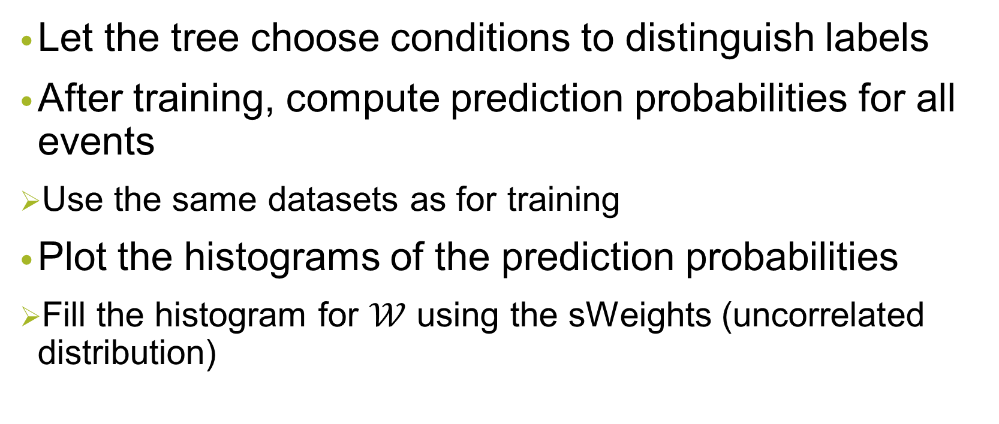 • Let the tree choose conditions to distinguish labels
• After training, compute prediction probabilities for all
events
➢ Use the same datasets as for training
• Plot the histograms of the prediction probabilities
➢ Fill the histogram for 𝒲 using the sWeights (uncorrelated
distribution)